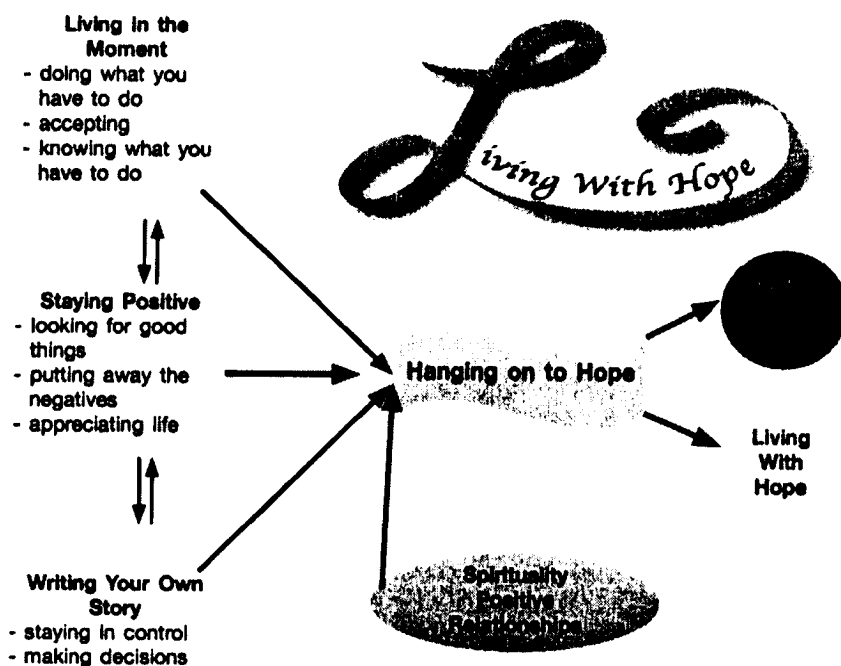 Living in the
Moment
- doing what you
have to do
- accepting
- knowing what you
have to do
Living With Hope
Staying Positive
- looking for good
things
- putting away the
negatives
- appreciating life
Hanging on to Hope
Living
With
Hope
Writing Your Own
Story
- staying in control
- making decisions
Spirituality
Positive
Relationships